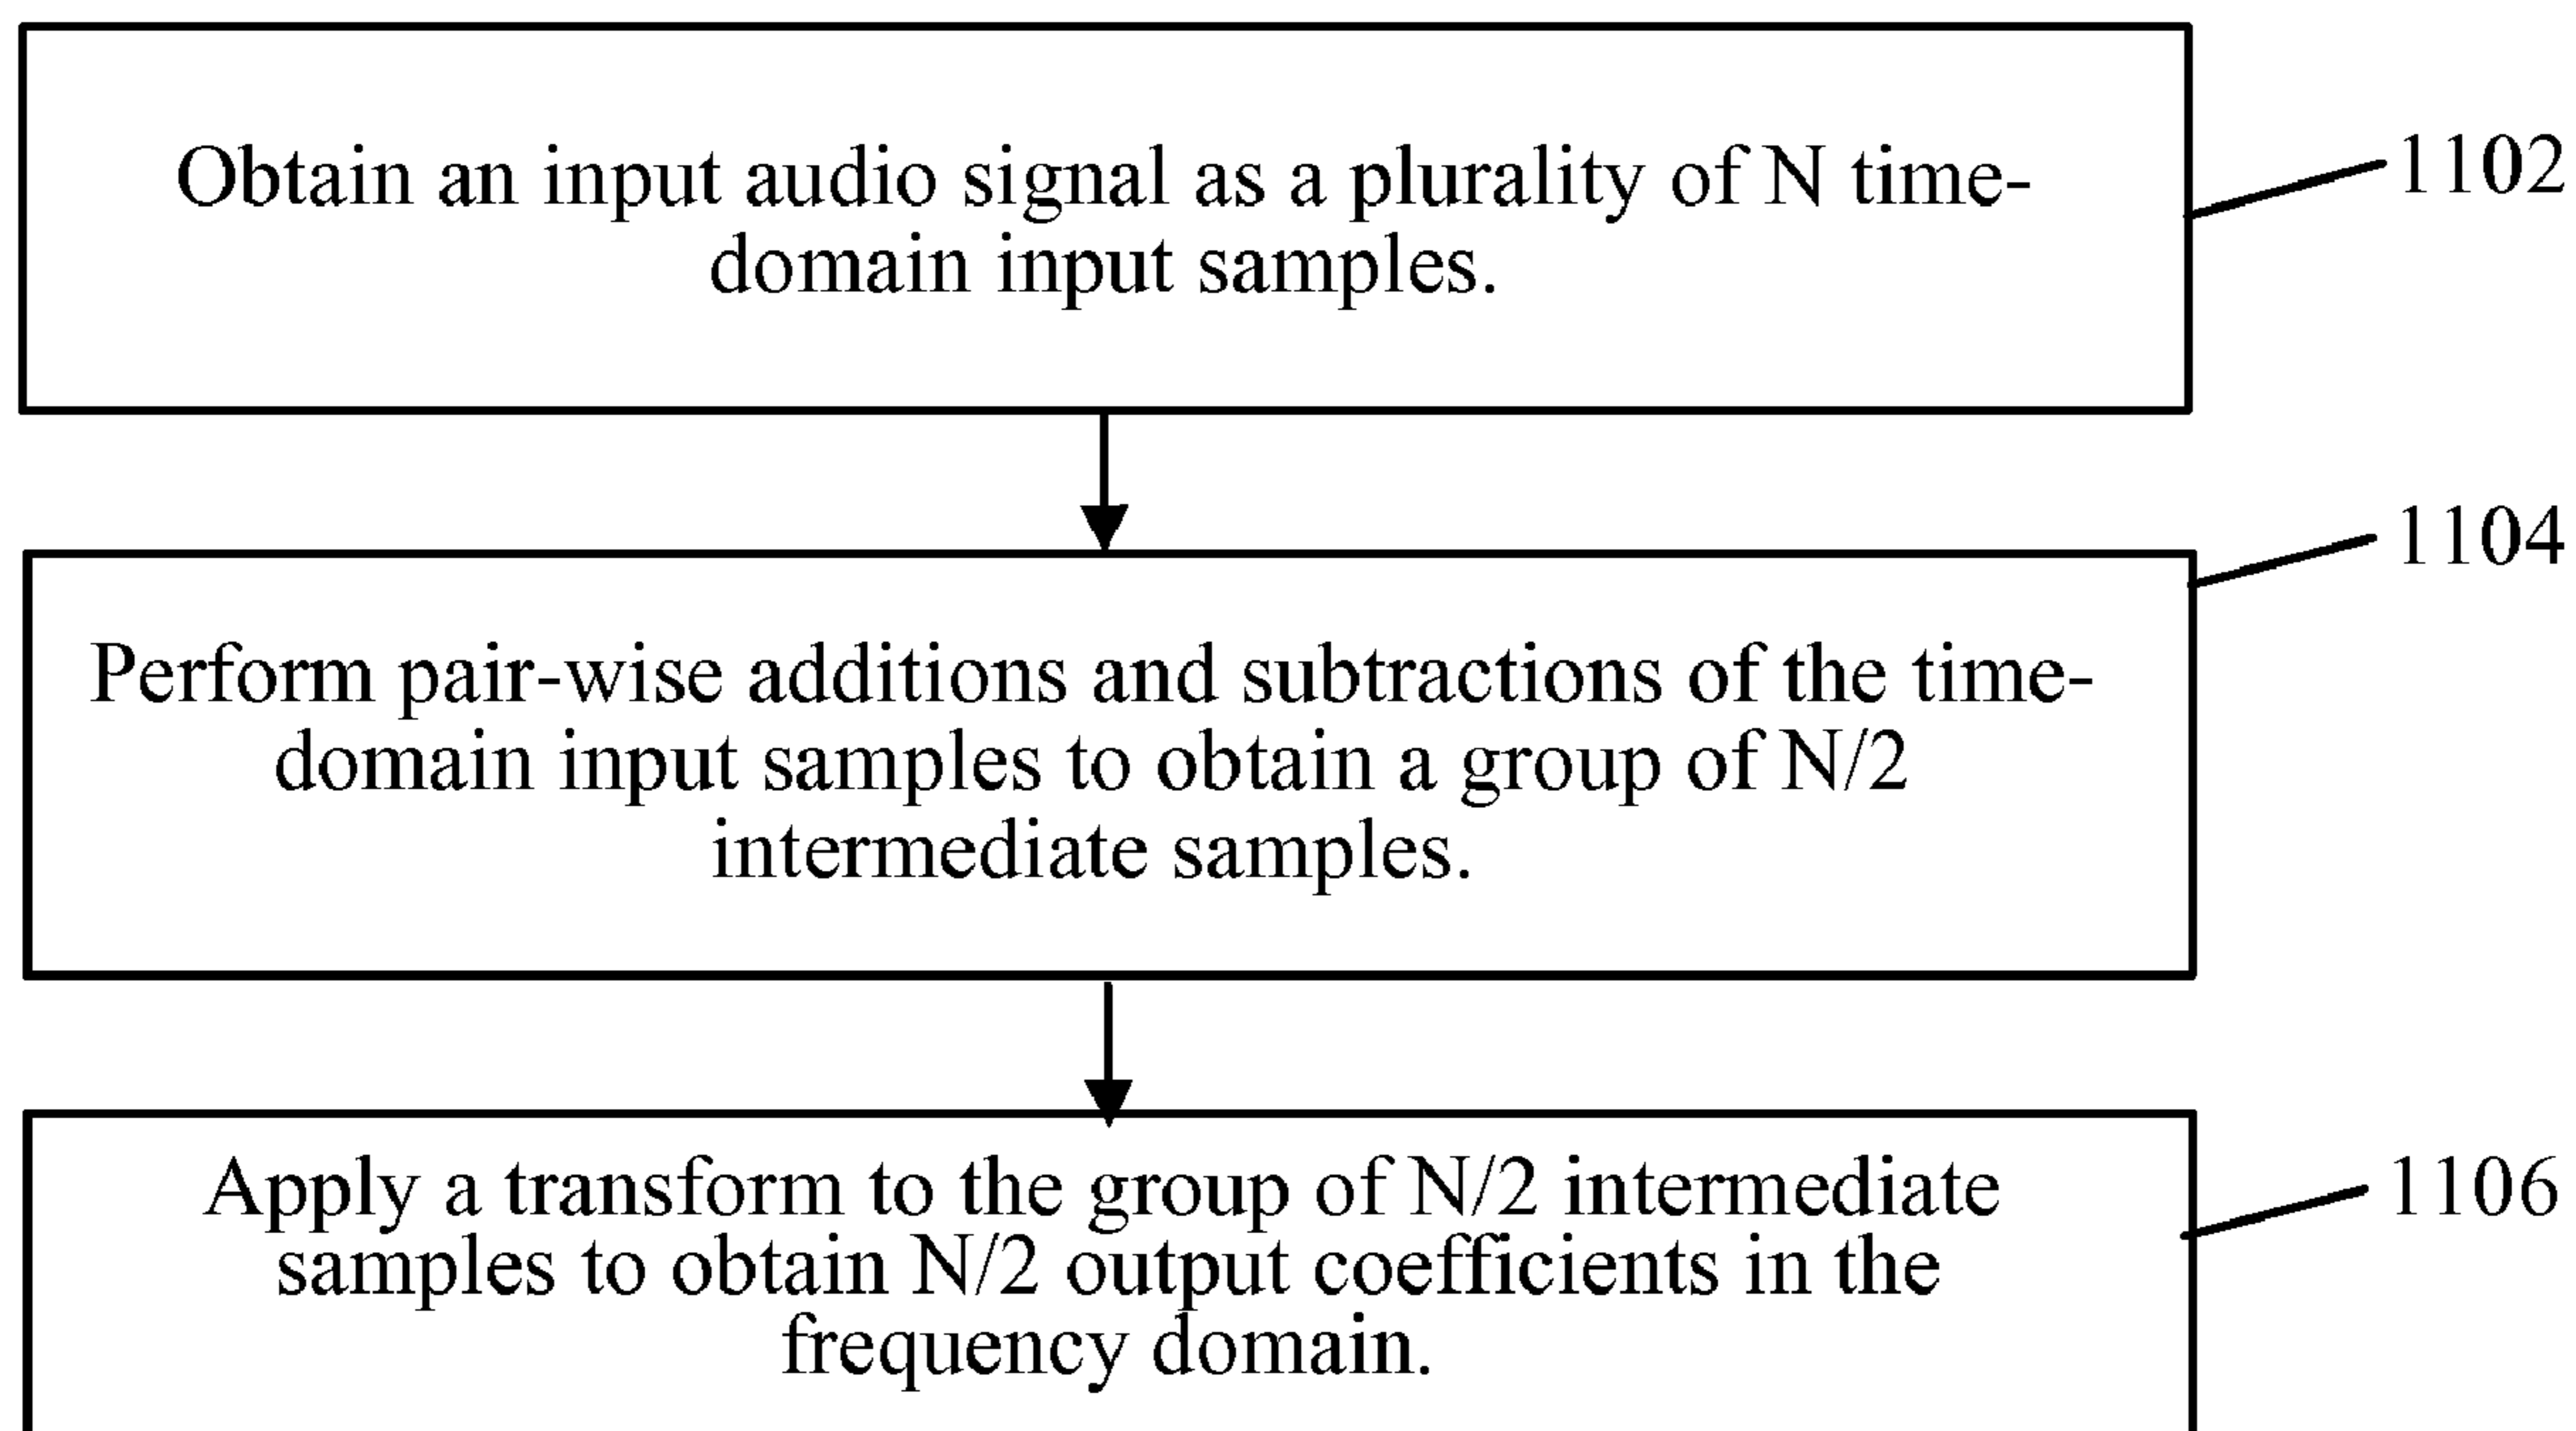 Obtain an input audio signal as a plurality of N time-
domain input samples.
1102
1104
Perform pair-wise additions and subtractions of the time-
domain input samples to obtain a group of N/2
intermediate samples.
Apply a transform to the group of N/2 intermediate
samples to obtain N/2 output coefficients in the
frequency domain.
1106